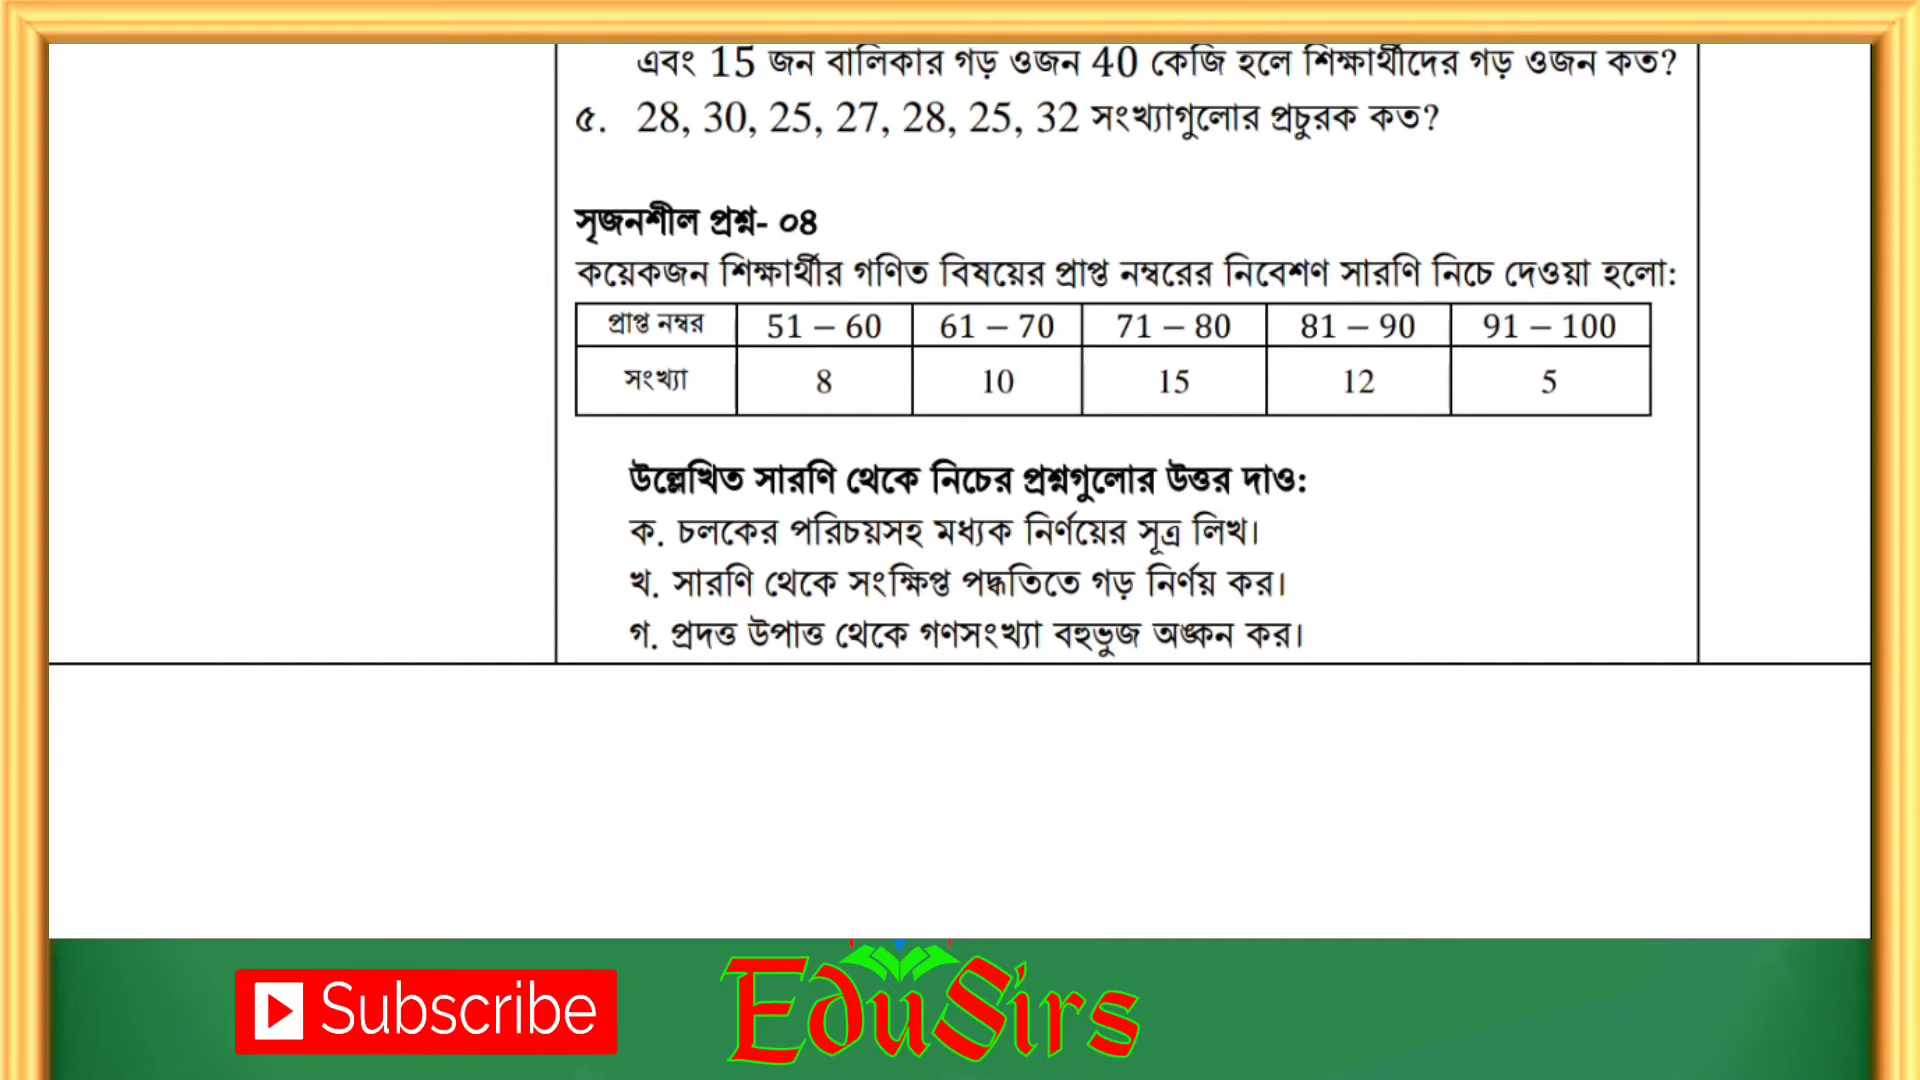 এবং 15 জন বালিকার গড় ওজন 40 কেজি হলে শিক্ষার্থীদের গড় ওজন কত?
৫. 28, 30, 25, 27, 28, 25, 32 সংখ্যাগুলোর প্রচুরক কত?
সৃজনশীল প্রশ্ন- ০৪
কয়েকজন শিক্ষার্থীর গণিত বিষয়ের প্রাপ্ত নম্বরের নিবেশণ সারণি নিচে দেওয়া হলো:
প্রাপ্ত নম্বর 51 – 60 61 – 70 71 – 80 81 – 90 91 – 100
সংখ্যা 8 10 15 12 5
উল্লেখিত সারণি থেকে নিচের প্রশ্নগুলোর উত্তর দাও:
ক. চলকের পরিচয়সহ মধ্যক নির্ণয়ের সূত্র লিখ।
খ. সারণি থেকে সংক্ষিপ্ত পদ্ধতিতে গড় নির্ণয় কর।
গ. প্রদত্ত উপাত্ত থেকে গণসংখ্যা বহুভুজ অঙ্কন কর।
Subscribe
EduSirs